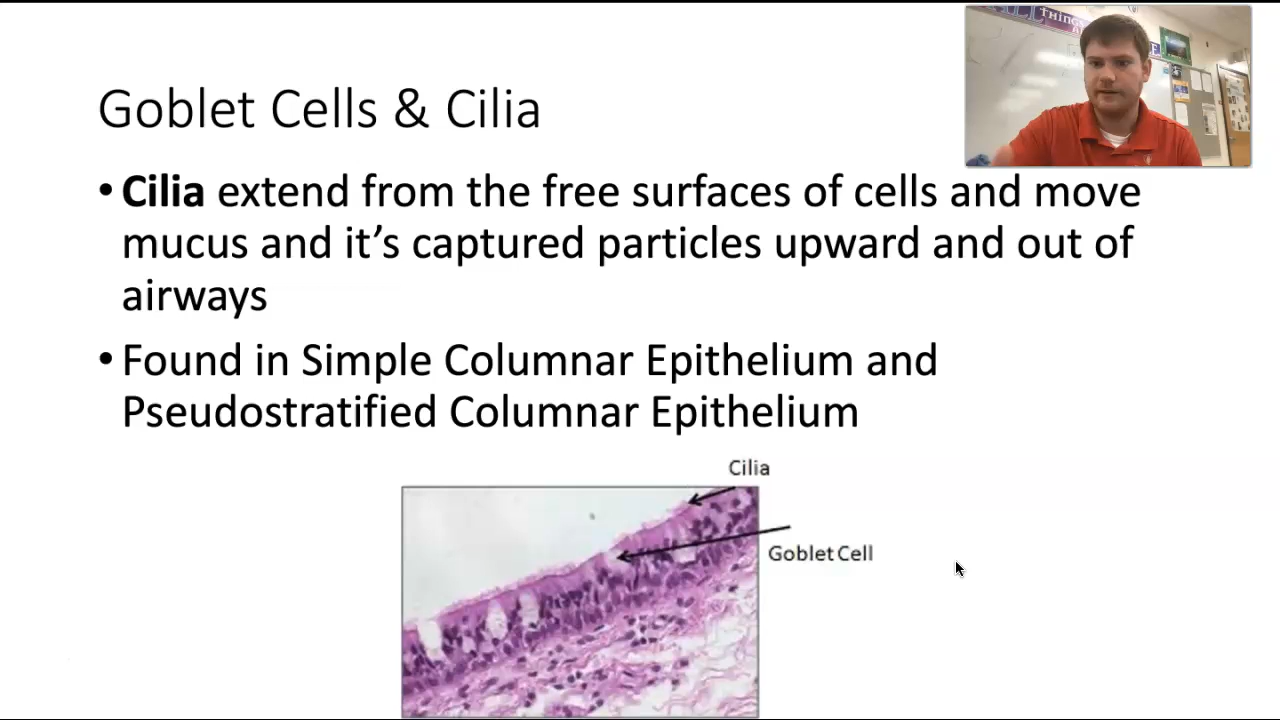 THINGS
Goblet Cells & Cilia
• Cilia extend from the free surfaces of cells and move
mucus and it’s captured particles upward and out of
airways
• Found in Simple Columnar Epithelium and
Pseudostratified Columnar Epithelium
Cilia
Goblet Cell